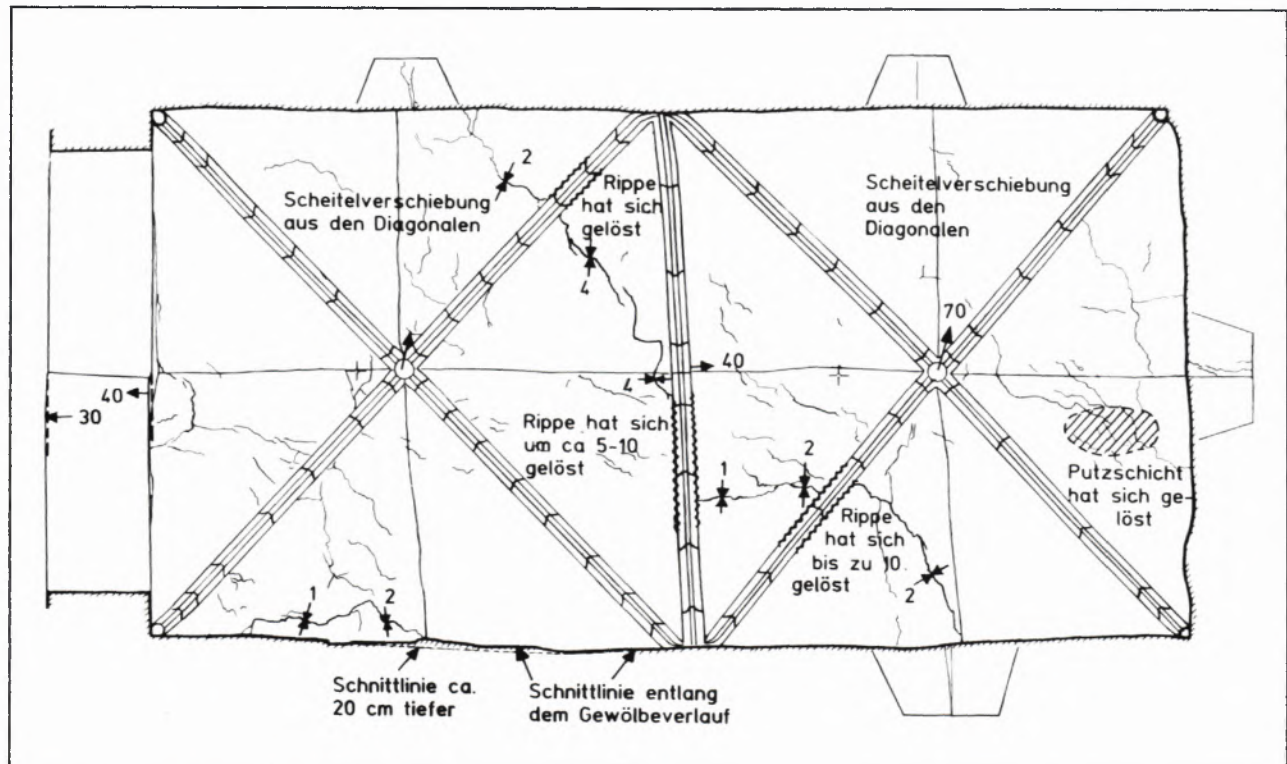 2
Scheitelverschiebung
aus den Diagonalen
Rippe
hat sich
gelöst
Scheitelverschiebung
aus den
Diagonalen
4
70
40
4
40
30
Rippe hat sich
um ca 5-10
gelöst
1
2
Putzschicht
hat sich ge-
löst
Rippe
hat sich
bis zu 10
gelöst
2
1
2
Schnittlinie ca.
20 cm tiefer
Schnittlinie entlang
dem Gewölbeverlauf